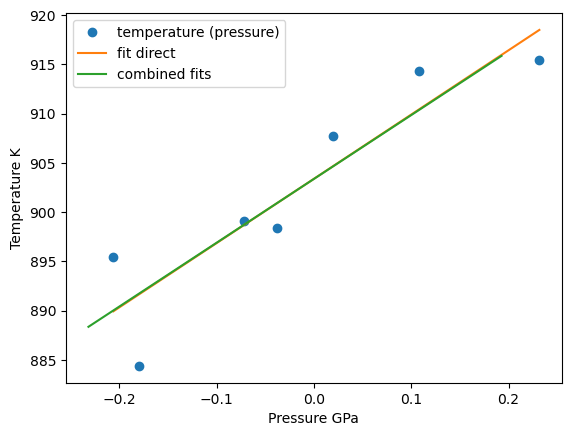 920
915
910
905
900
895
890
885
Temperature K
temperature (pressure)
fit direct
combined fits
−0.2
−0.1
0.0
0.1
0.2
Pressure GPa